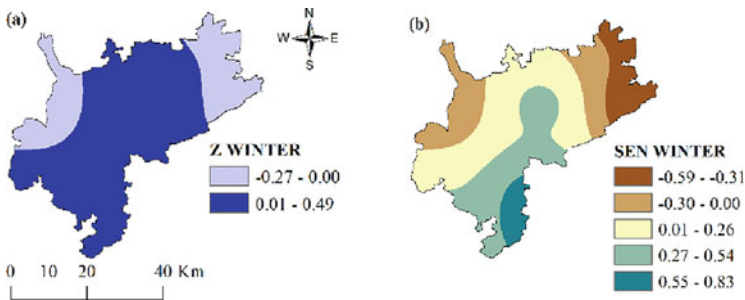 (a)
N
W E
S
Z WINTER
-0.27 - 0.00
0.01 - 0.49
0 10 20 40 Km
(b)
SEN WINTER
-0.59 - -0.31
-0.30 - 0.00
0.01 - 0.26
0.27 - 0.54
0.55 - 0.83